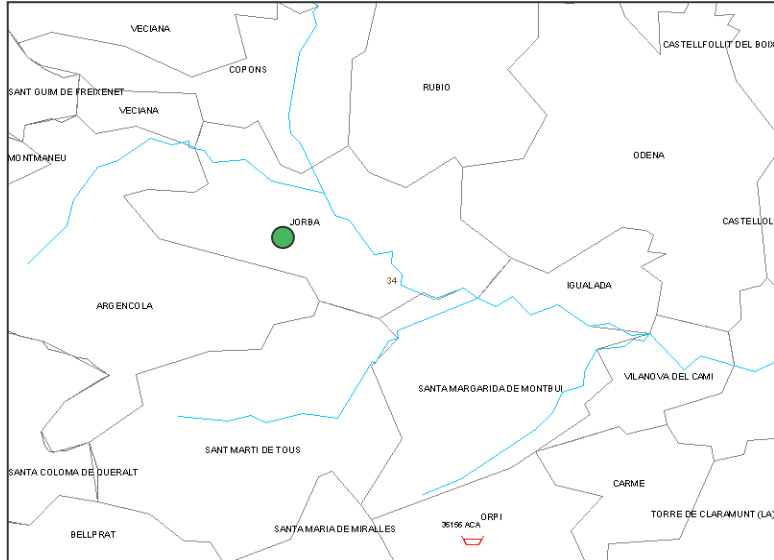 VECIANA
CASTELLFOLLIT DEL BOIX
COPONS
RUBIO
SANT GUIM DE FREIXENET
VECIANA
MONTMANEU
ODENA
JORBA
CASTELLOL
34
IGUALADA
ARGENCOLA
VILANOVA DEL CAMI
SANTA MARGARIDA DE MONTBUI
SANT MARTI DE TOUS
SANTA COLOMA DE QUERALT
CARME
ORPI
TORRE DE CLARAMUNT (LA)
36156 ACA
SANTA MARIA DE MIRALLES
BELLPRAT